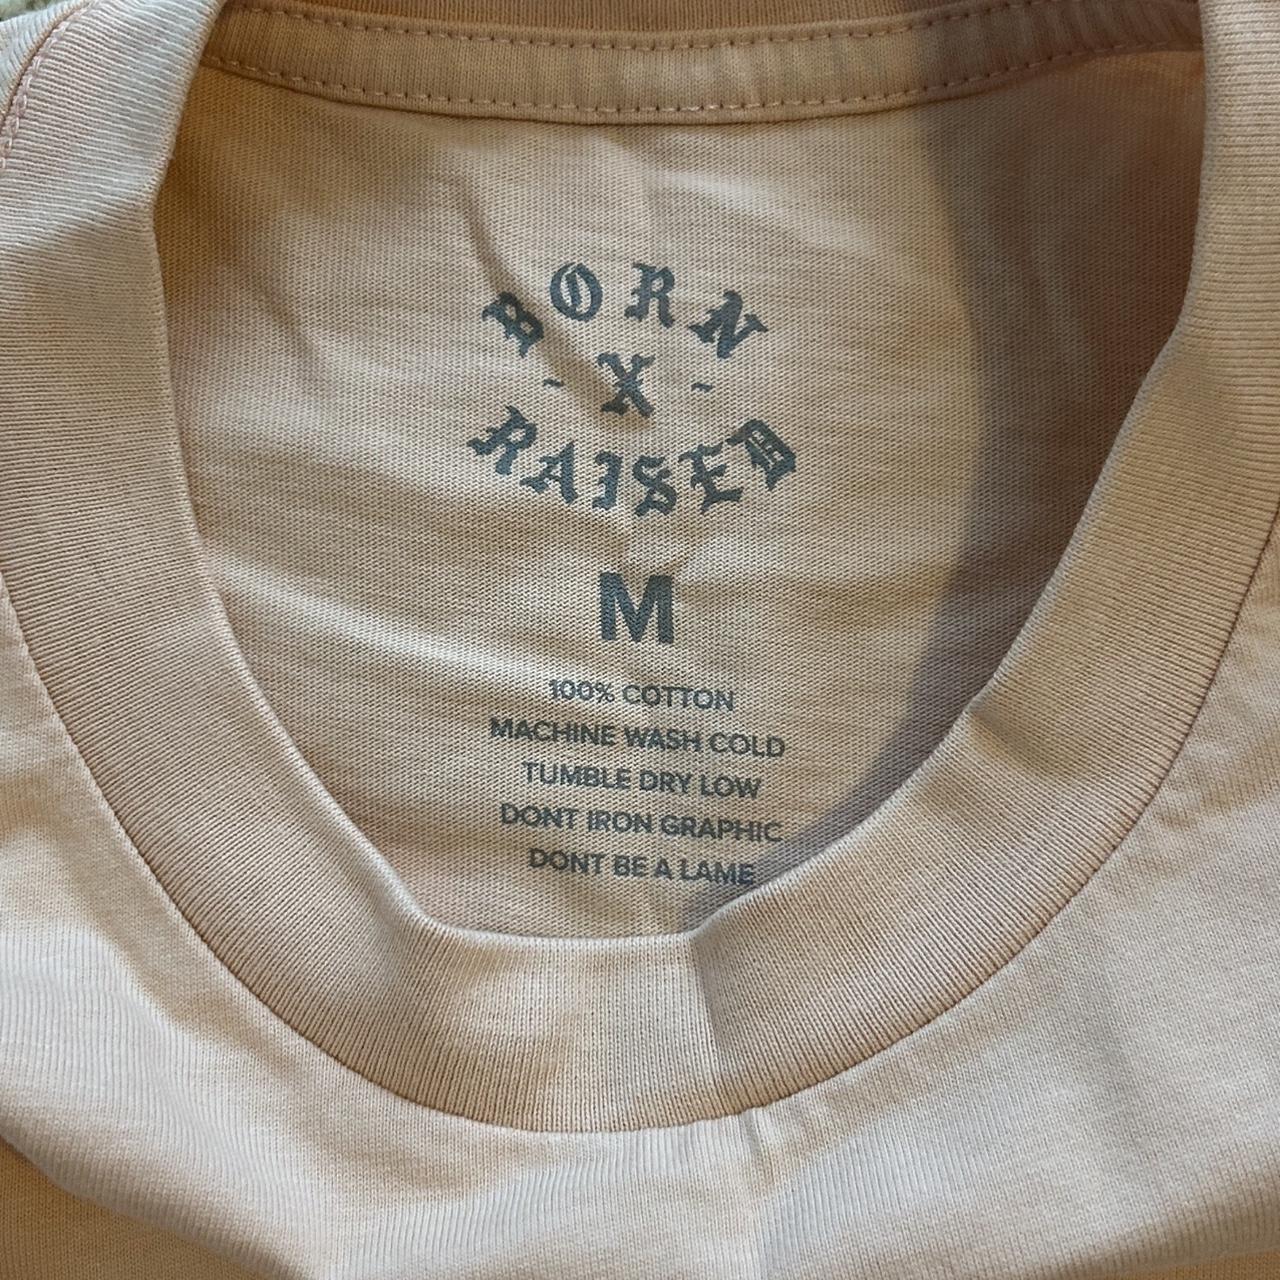 BORN
- X -
RAISED
M
100% COTTON
MACHINE WASH COLD
TUMBLE DRY LOW
DONT IRON GRAPHIC
DONT BE A LAME